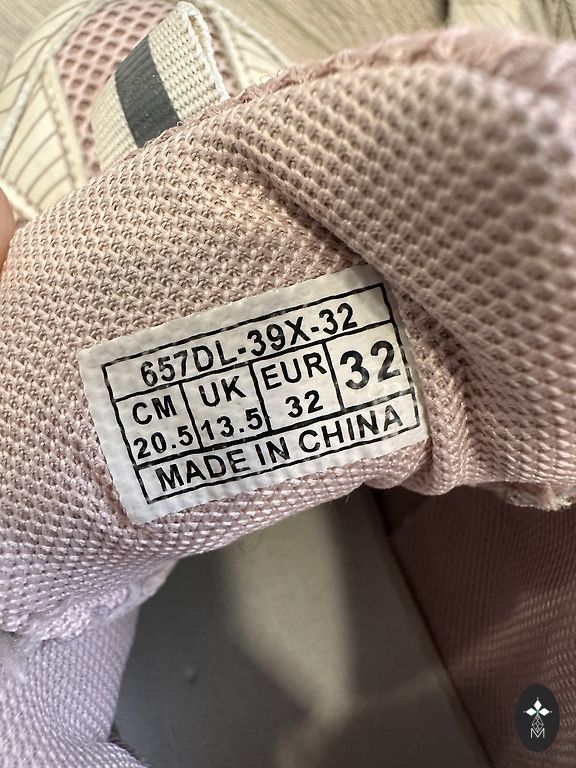 657DL-39X-32
CM UK EUR 32
20.5 13.5 32
MADE IN CHINA
M